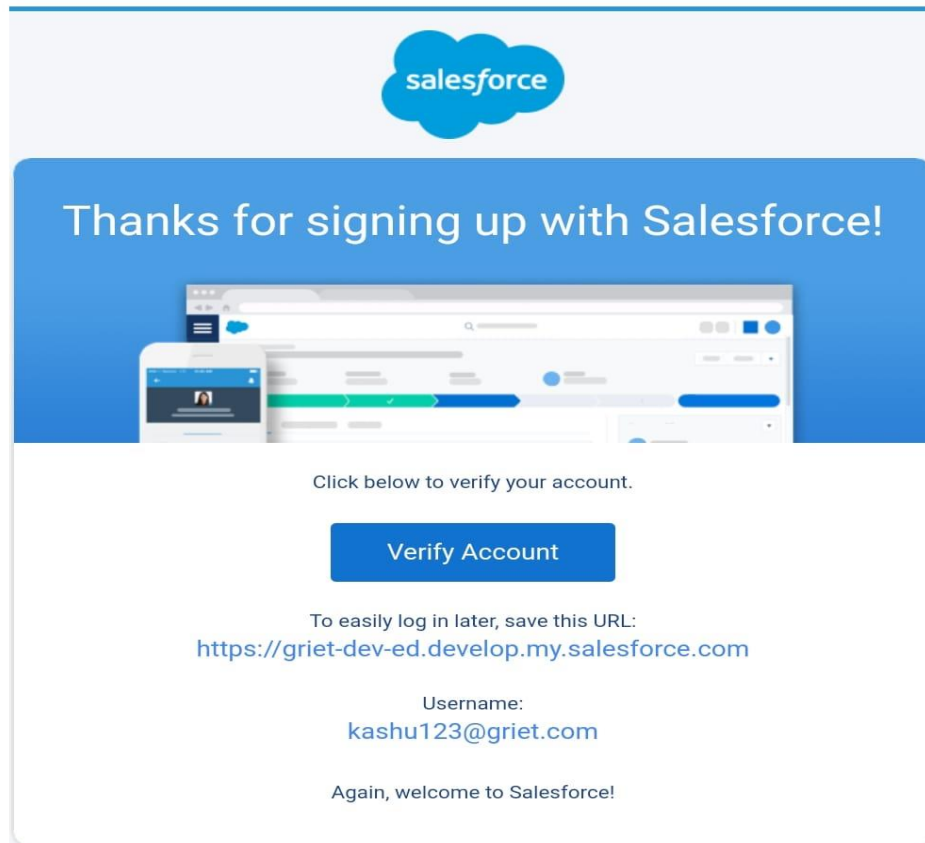 salesforce
Thanks for signing up with Salesforce!
Click below to verify your account.
Verify Account
To easily log in later, save this URL:
https://griet-dev-ed.develop.my.salesforce.com
Username:
kashu123@griet.com
Again, welcome to Salesforce!